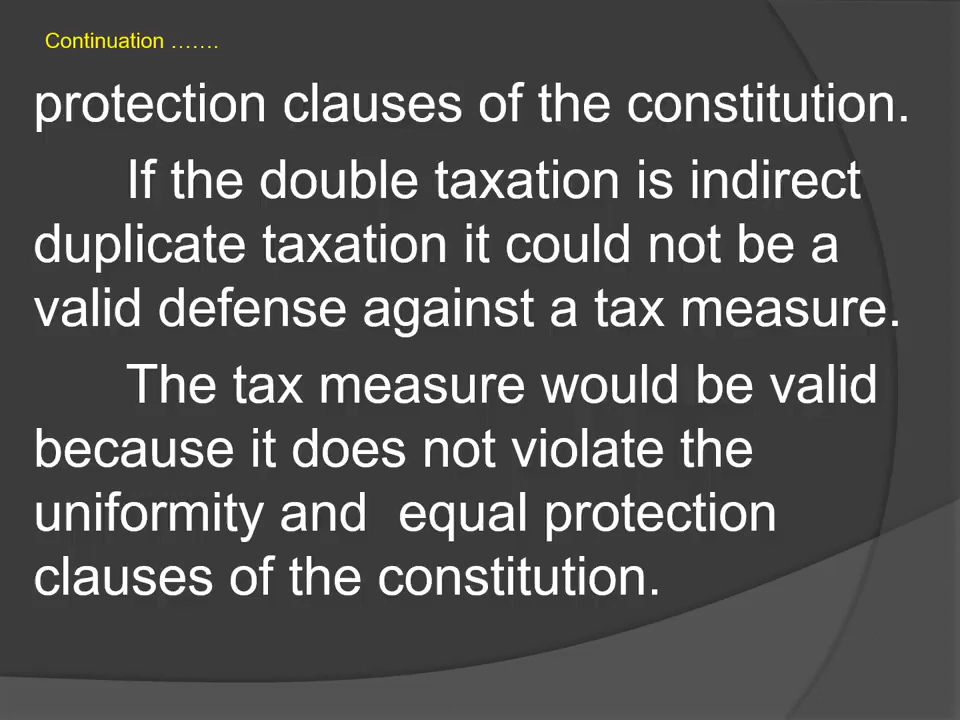 Continuation …….
protection clauses of the constitution.
If the double taxation is indirect
duplicate taxation it could not be a
valid defense against a tax measure.
The tax measure would be valid
because it does not violate the
uniformity and  equal protection
clauses of the constitution.